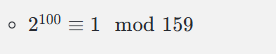 ○ 2^{100} ≡ 1 mod 159